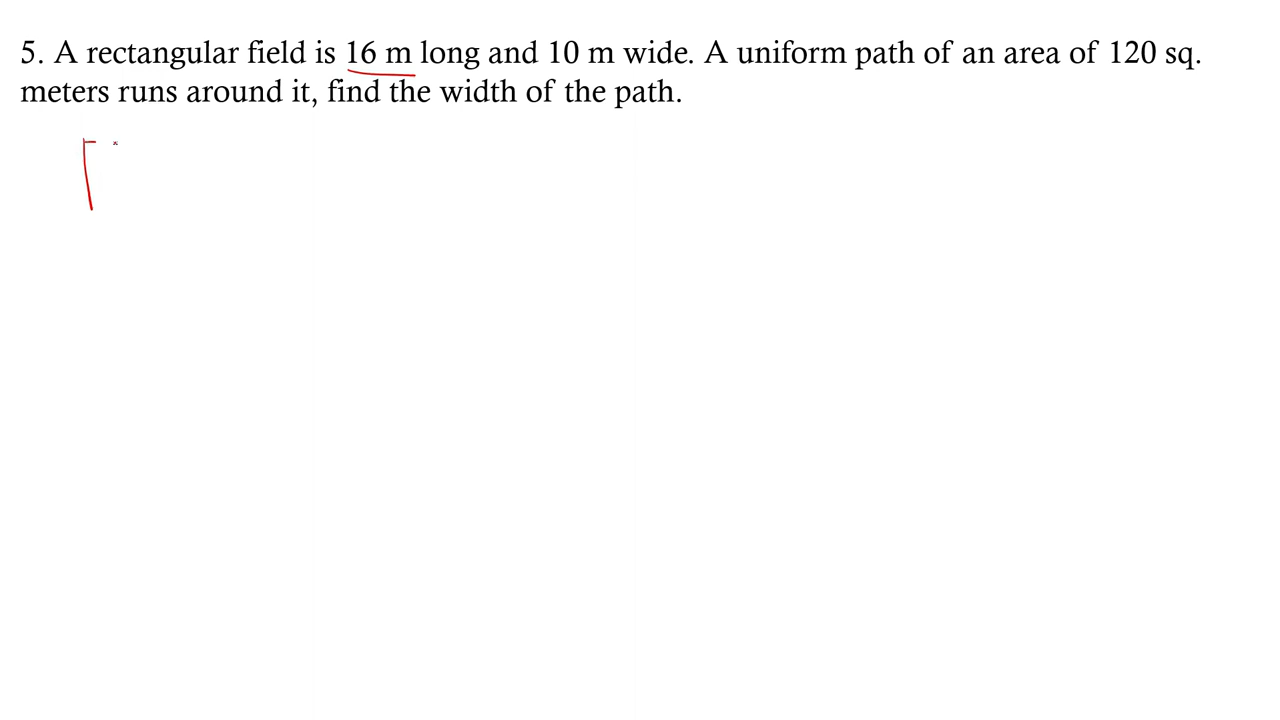 5. A rectangular field is 16 m long and 10 m wide. A uniform path of an area of 120 sq.
meters runs around it, find the width of the path.